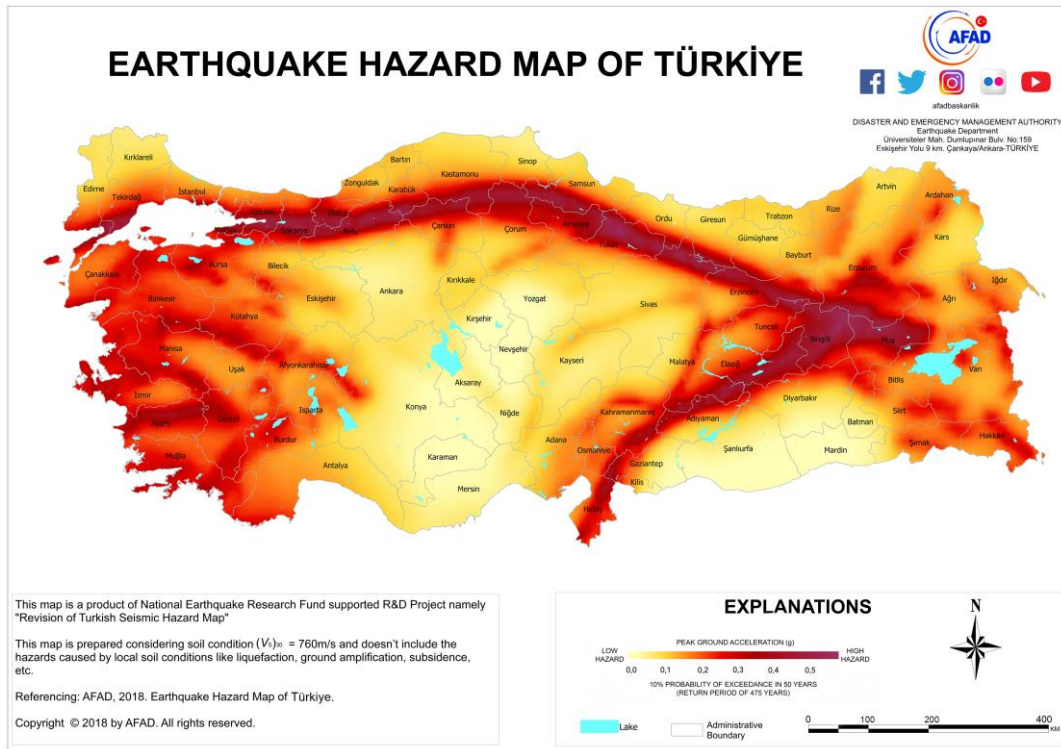 EARTHQUAKE HAZARD MAP OF TÜRKİYE
AFAD
afadbaskanlik
DISASTER AND EMERGENCY MANAGEMENT AUTHORITY
Earthquake Department
Üniversiteler Mah. Dumlupınar Bulv. No:159
Eskişehir Yolu 9 km. Çankaya/Ankara-TÜRKİYE
Kırklareli
Edirne
Tekirdağ
İstanbul
Kocaeli
Yalova
Sakarya
Düzce
Bolu
Zonguldak
Bartın
Karabük
Kastamonu
Sinop
Samsun
Çankırı
Çorum
Amasya
Tokat
Ordu
Giresun
Trabzon
Gümüşhane
Bayburt
Rize
Artvin
Ardahan
Kars
Iğdır
Ağrı
Erzurum
Erzincan
Çanakkale
Balıkesir
Bursa
Bilecik
Eskişehir
Kütahya
Ankara
Kırıkkale
Yozgat
Sivas
Tunceli
Bingöl
Muş
Van
Bitlis
Manisa
Uşak
Afyonkarahisar
Kırşehir
Nevşehir
Kayseri
Malatya
Elazığ
Diyarbakır
Batman
Siirt
Şırnak
Hakkari
İzmir
Aydın
Denizli
Isparta
Burdur
Muğla
Antalya
Konya
Aksaray
Niğde
Karaman
Mersin
Adana
Osmaniye
Kahramanmaraş
Adıyaman
Gaziantep
Kilis
Hatay
Şanlıurfa
Mardin
This map is a product of National Earthquake Research Fund supported R&D Project namely
"Revision of Turkish Seismic Hazard Map"
This map is prepared considering soil condition (Vs)30 = 760m/s and doesn't include the
hazards caused by local soil conditions like liquefaction, ground amplification, subsidence,
etc.
Referencing: AFAD, 2018. Earthquake Hazard Map of Türkiye.
Copyright © 2018 by AFAD. All rights reserved.
EXPLANATIONS
PEAK GROUND ACCELERATION (g)
LOW HAZARD
HIGH HAZARD
0,0 0,1 0,2 0,3 0,4 0,5
10% PROBABILITY OF EXCEEDANCE IN 50 YEARS
(RETURN PERIOD OF 475 YEARS)
N
Lake
Administrative Boundary
0 100 200 400
KM